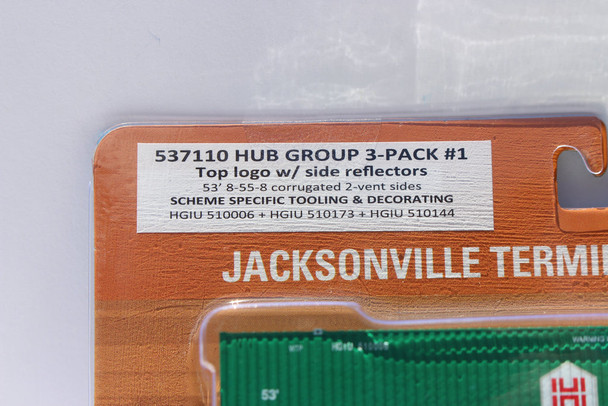 537110 HUB GROUP 3-PACK #1
Top logo w/ side reflectors
53' 8-55-8 corrugated 2-vent sides
SCHEME SPECIFIC TOOLING & DECORATING
HGIU 510006 + HGIU 510173 + HGIU 510144
JACKSONVILLE TERMI
WARNING
53'